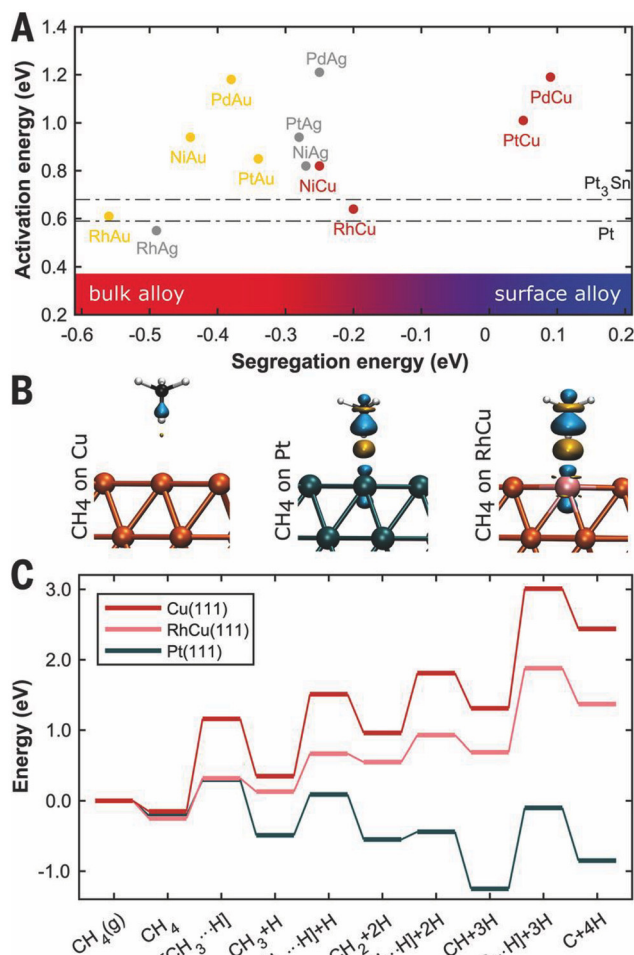 A
Activation energy (eV)
1.4
1.2
1.0
0.8
0.6
0.4
0.2
PdAg
PdAu
PdCu
PtAg
PtCu
NiAu
NiAg
PtAu
NiCu
Pt3Sn
RhAu
RhCu
Pt
RhAg
bulk alloy
surface alloy
-0.6 -0.5 -0.4 -0.3 -0.2 -0.1 0 0.1 0.2
Segregation energy (eV)
B
CH4 on Cu
CH4 on Pt
CH4 on RhCu
C
Energy (eV)
3.0
2.0
1.0
0.0
-1.0
Cu(111)
RhCu(111)
Pt(111)
CH4(g)
CH4
[CH3···H]
CH3+H
···H]+H
CH2+2H
···H]+2H
CH+3H
···H]+3H
C+4H